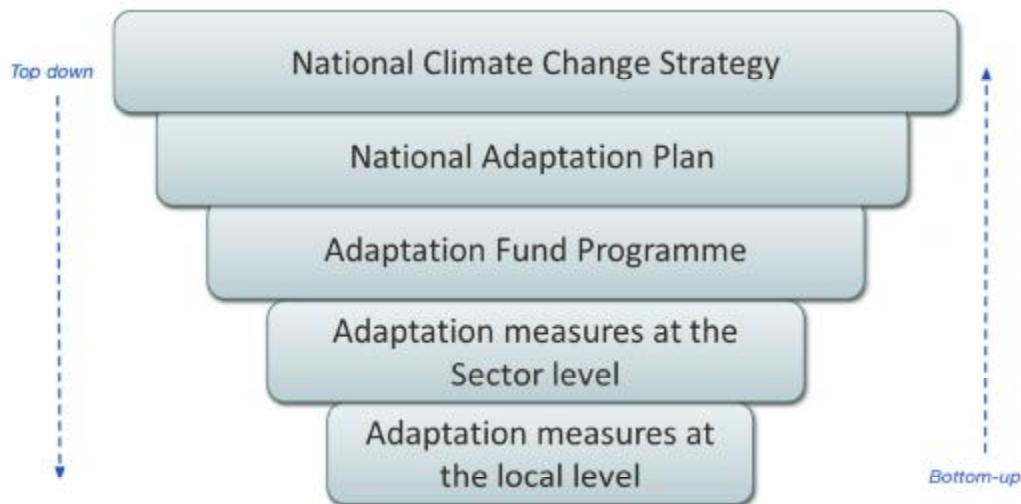 National Climate Change Strategy
Top down
National Adaptation Plan
Adaptation Fund Programme
Adaptation measures at the
Sector level
Adaptation measures at
the local level
Bottom-up